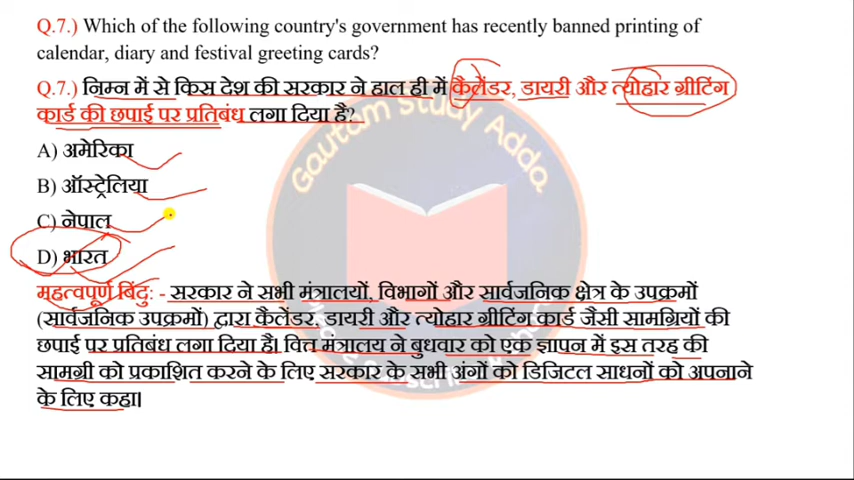 Q.7.) Which of the following country's government has recently banned printing of
calendar, diary and festival greeting cards?
Q.7.) निम्न में से किस देश की सरकार ने हाल ही में कैलेंडर, डायरी और त्योहार ग्रीटिंग
कार्ड की छपाई पर प्रतिबंध लगा दिया है?
A) अमेरिका
B) ऑस्ट्रेलिया
C) नेपाल
D) भारत
महत्वपूर्ण बिंदु: - सरकार ने सभी मंत्रालयों, विभागों और सार्वजनिक क्षेत्र के उपक्रमों
(सार्वजनिक उपक्रमों) द्वारा कैलेंडर, डायरी और त्योहार ग्रीटिंग कार्ड जैसी सामग्रियों की
छपाई पर प्रतिबंध लगा दिया है। वित्त मंत्रालय ने बुधवार को एक ज्ञापन में इस तरह की
सामग्री को प्रकाशित करने के लिए सरकार के सभी अंगों को डिजिटल साधनों को अपनाने
के लिए कहा।
Gautam Study Adda